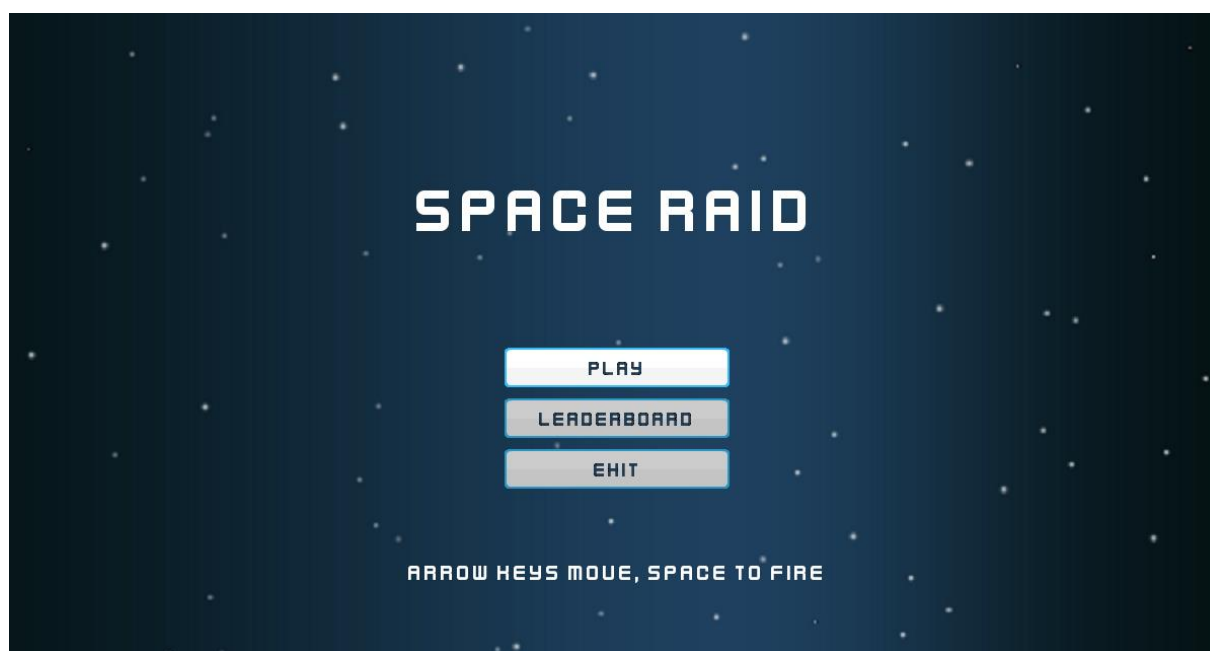 SPACE RAID
PLAY
LEADERBOARD
EXIT
ARROW KEYS MOVE, SPACE TO FIRE